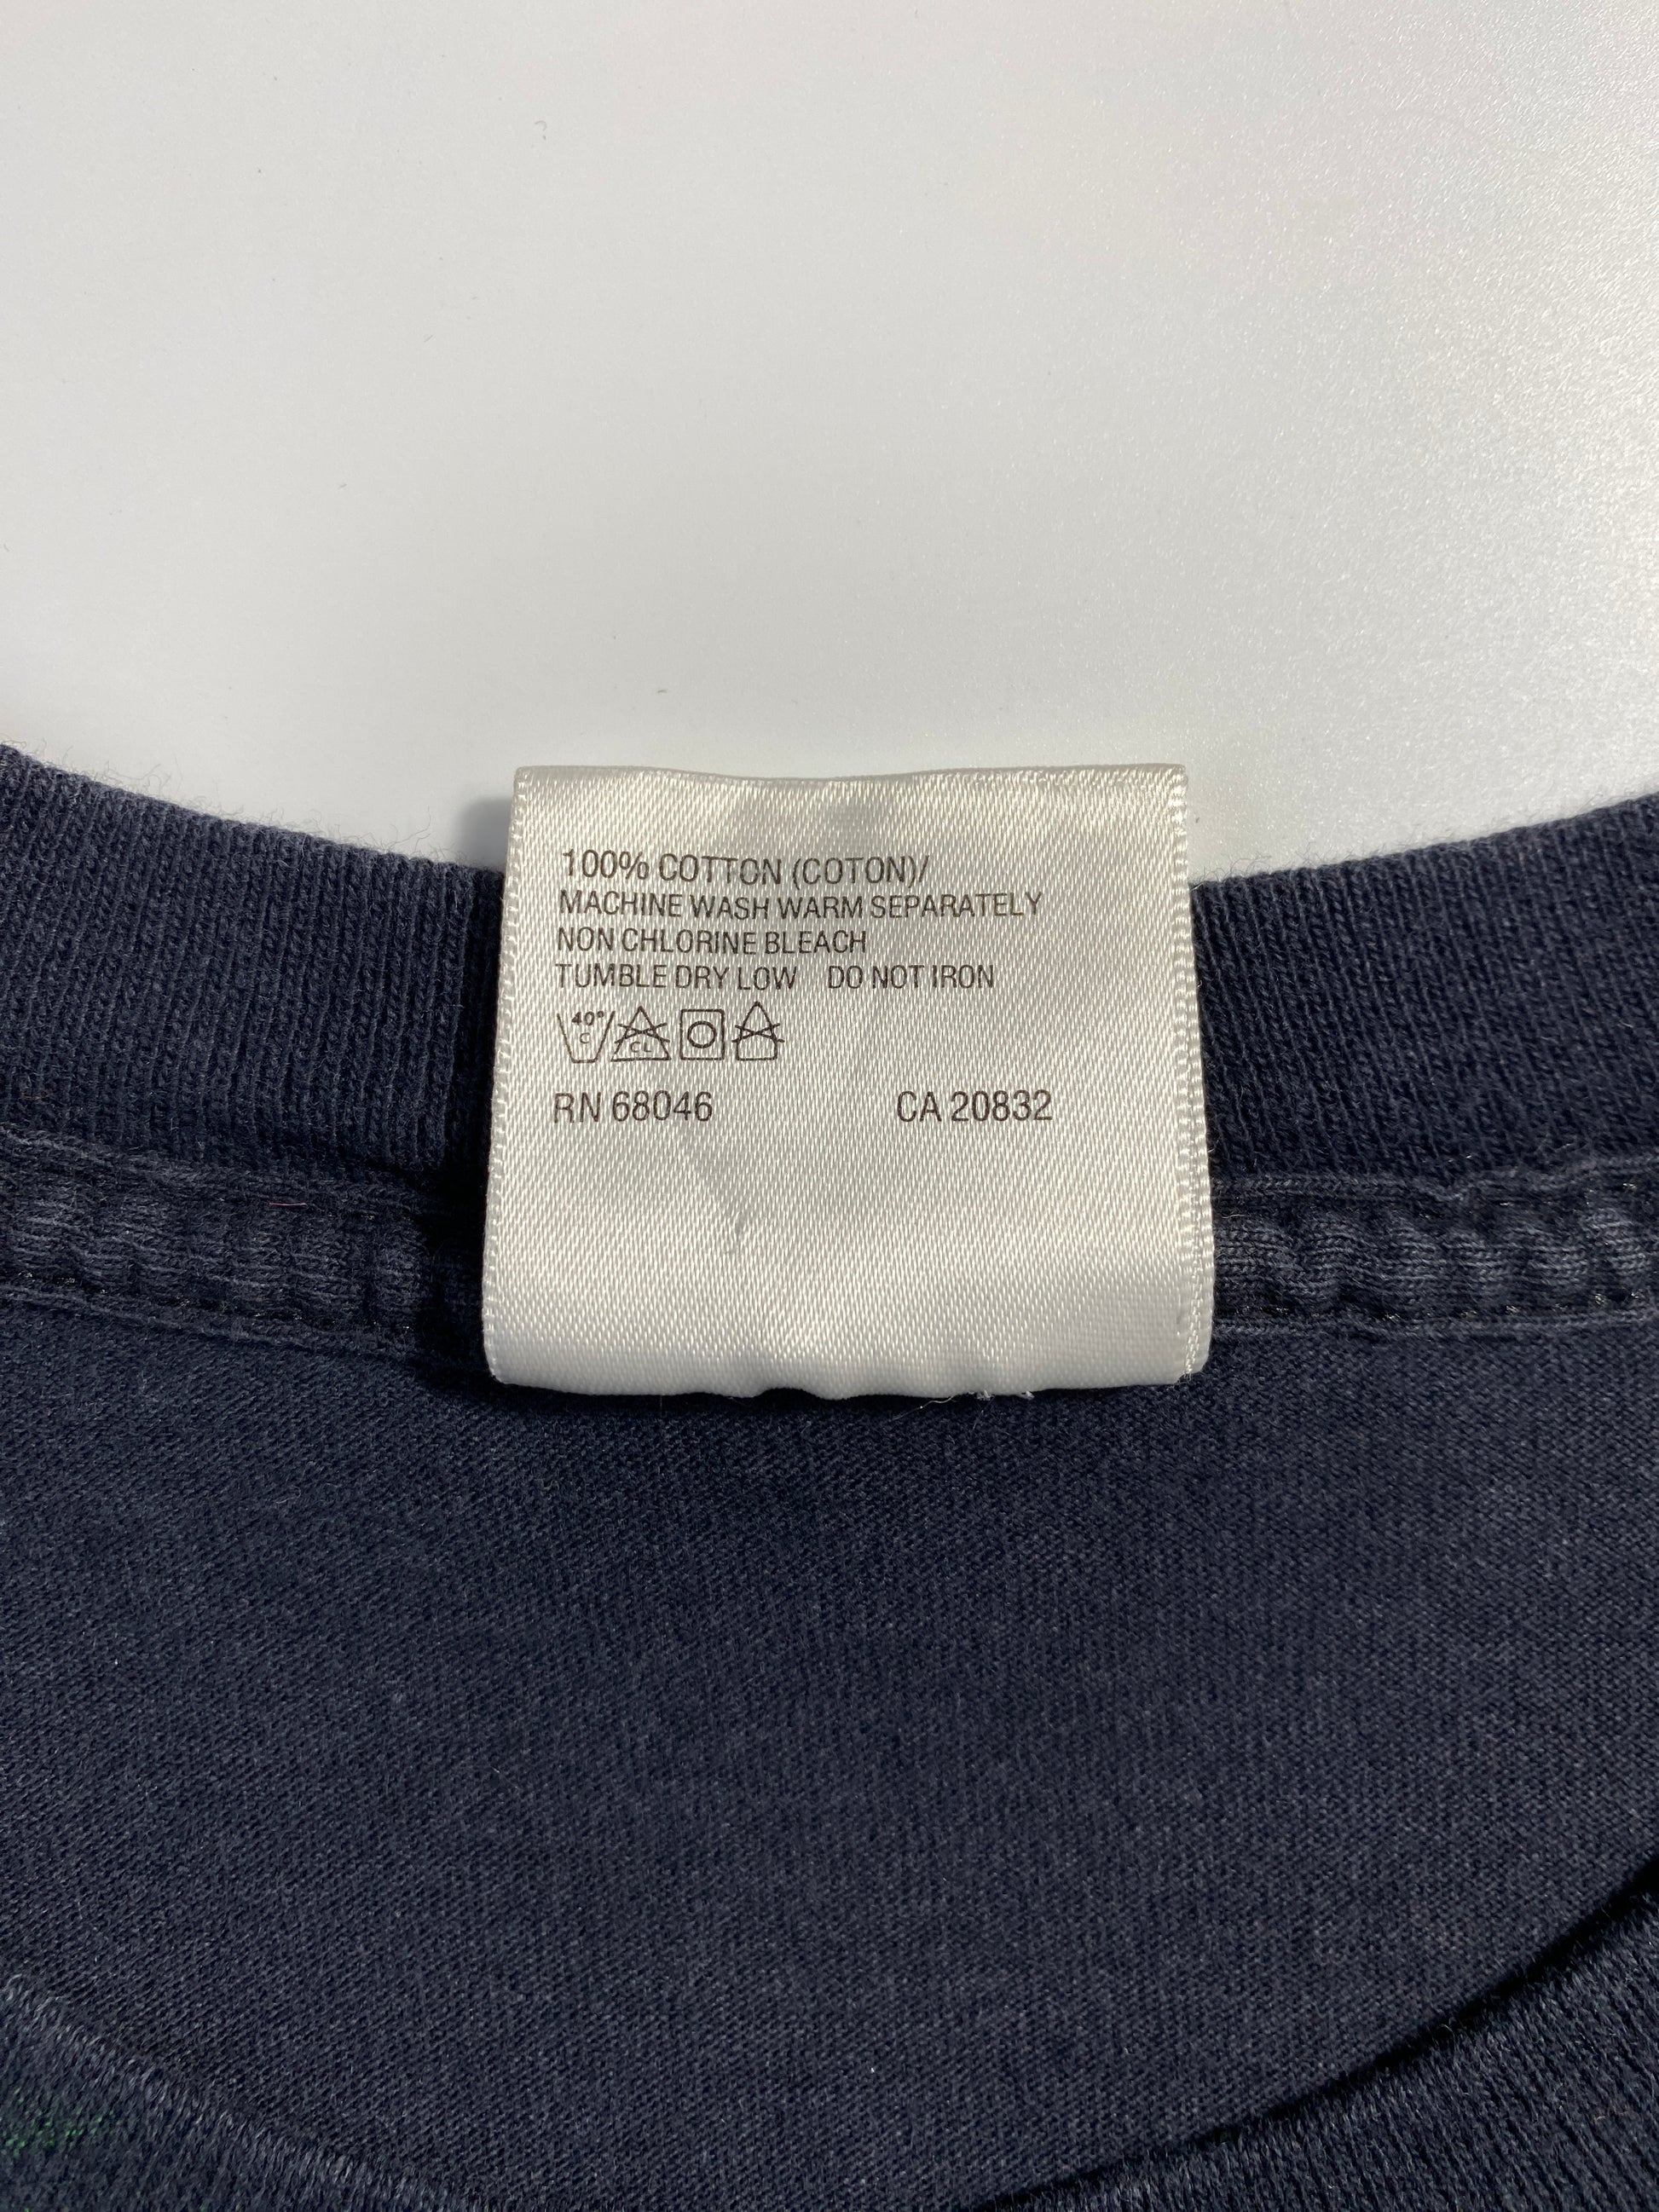 100% COTTON (COTON)/
MACHINE WASH WARM SEPARATELY
NON CHLORINE BLEACH
TUMBLE DRY LOW DO NOT IRON
40° C CL
RN 68046 CA 20832